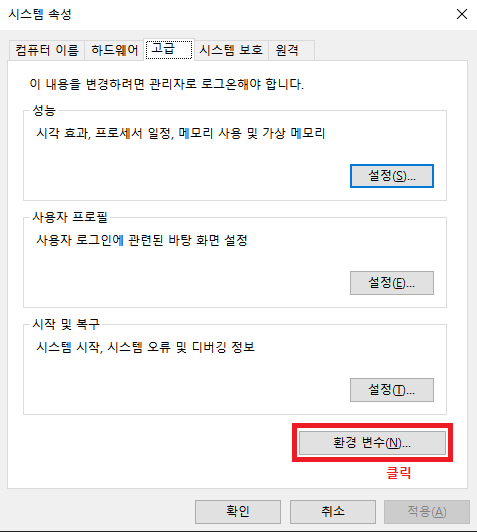 시스템 속성
컴퓨터 이름 하드웨어 고급 시스템 보호 원격
이 내용을 변경하려면 관리자로 로그온해야 합니다.
성능
시각 효과, 프로세서 일정, 메모리 사용 및 가상 메모리
설정(S)...
사용자 프로필
사용자 로그인에 관련된 바탕 화면 설정
설정(E)...
시작 및 복구
시스템 시작, 시스템 오류 및 디버깅 정보
설정(T)...
환경 변수(N)...
클릭
확인 취소 적용(A)